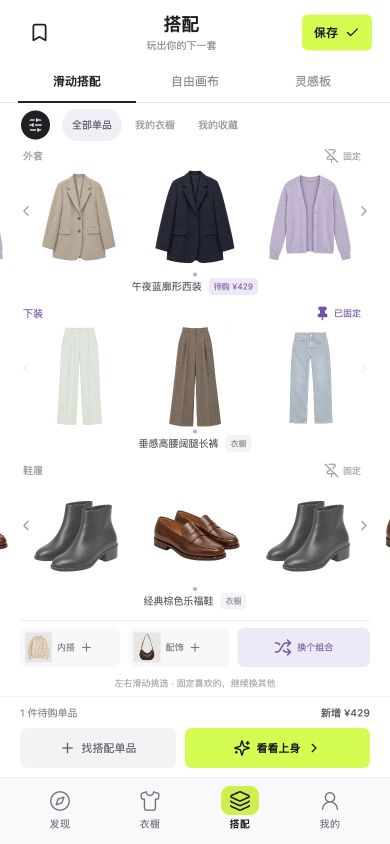 搭配
玩出你的下一套
保存
滑动搭配 自由画布 灵感板
全部单品 我的衣橱 我的收藏
外套 固定
午夜蓝廓形西装 待购 ¥429
下装 已固定
垂感高腰阔腿长裤 衣橱
鞋履 固定
经典棕色乐福鞋 衣橱
内搭 配饰 换个组合
左右滑动挑选 · 固定喜欢的，继续换其他
1 件待购单品 新增 ¥429
找搭配单品 看看上身
发现 衣橱 搭配 我的